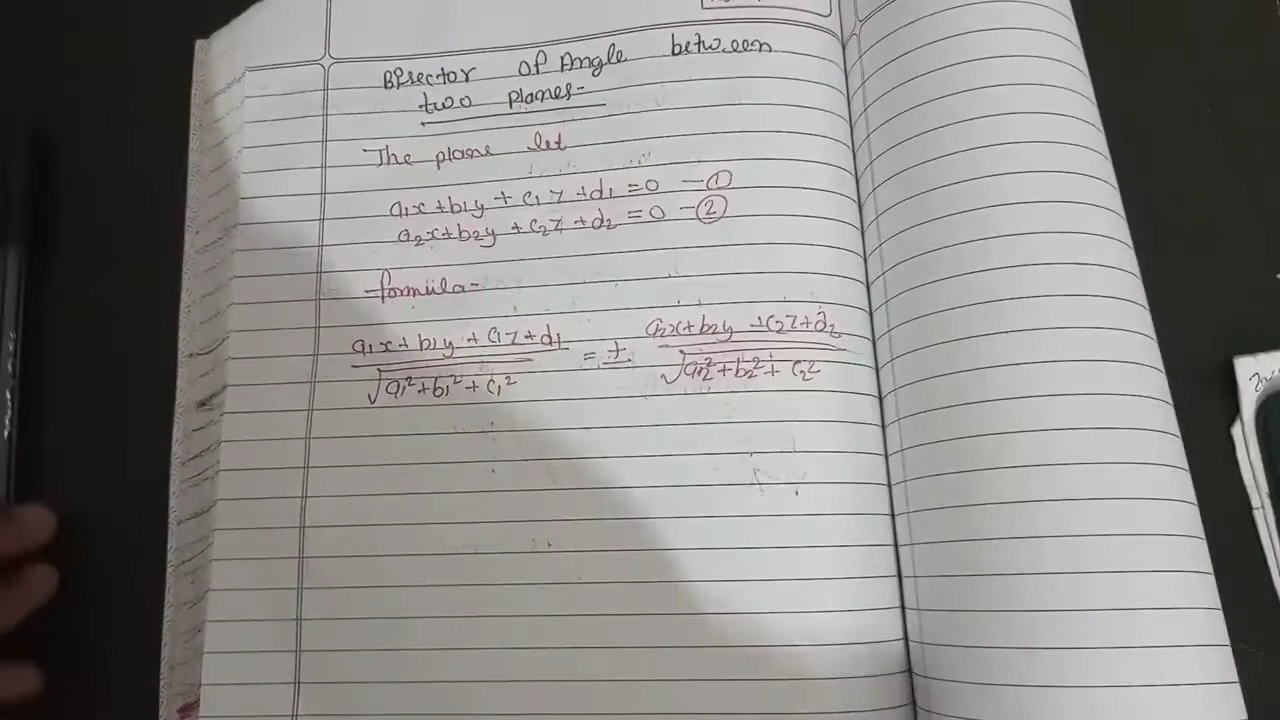 Bisector of Angle between
two planes-
The plane let
a₁x+b₁y + c₁z +d₁ =0 —①
a₂x+b₂y + c₂z +d₂ =0 —②
formula-
a₁x+b₁y + c₁z+d₁ / √a₁²+b₁²+c₁² = ± a₂x+b₂y +c₂z+d₂ / √a₂²+b₂²+ c₂²